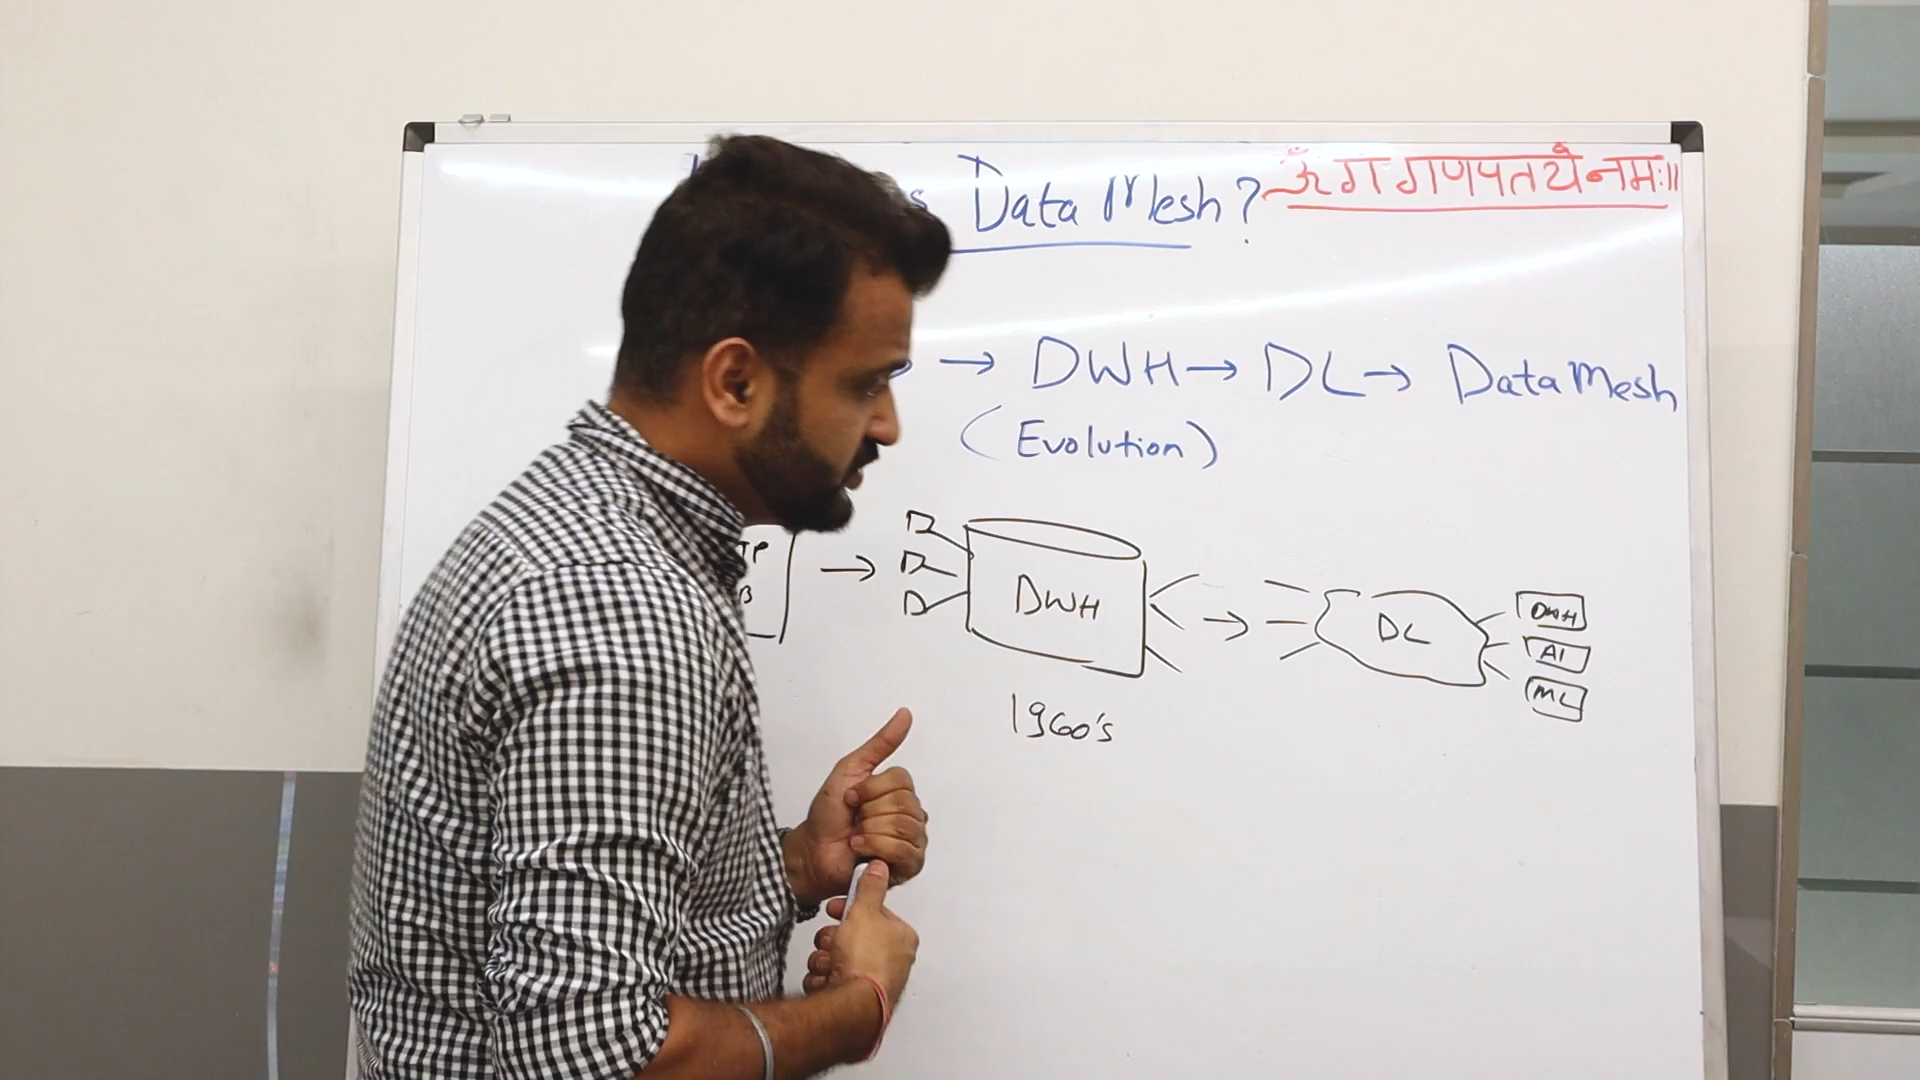 Data Mesh?
ॐ ग गणपतये नमः॥
→ DWH → DL → Data Mesh
(Evolution)
→ D D D DWH → DL DWH AI ML
1960's